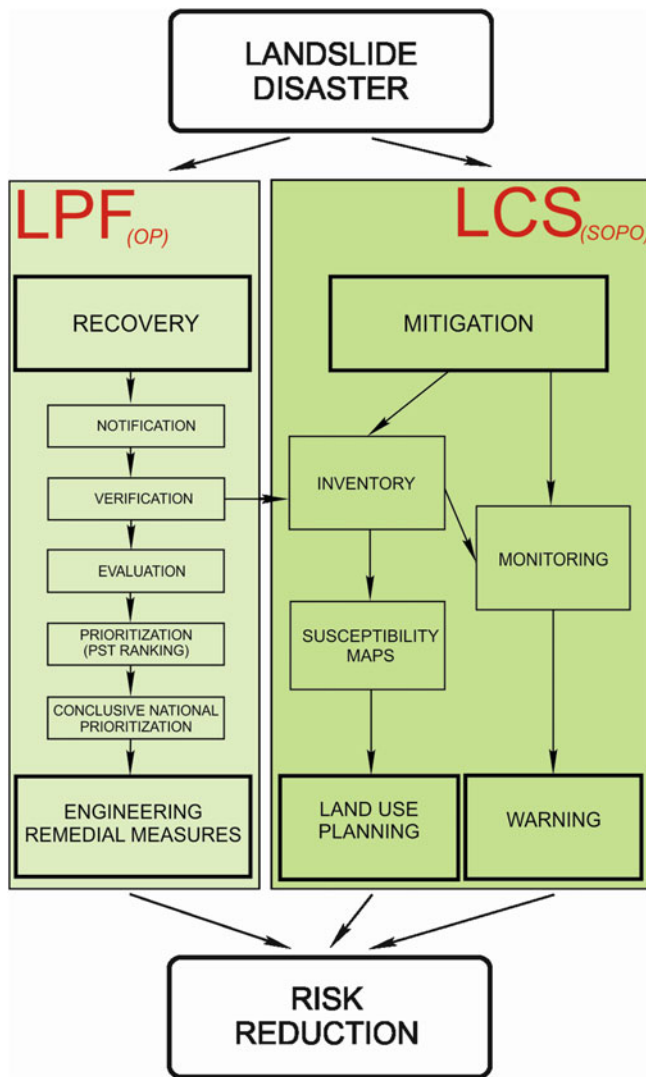 LANDSLIDE
DISASTER
LPF(OP)
LCS(SOPO)
RECOVERY
MITIGATION
NOTIFICATION
VERIFICATION
INVENTORY
EVALUATION
MONITORING
PRIORITIZATION
(PST RANKING)
SUSCEPTIBILITY
MAPS
CONCLUSIVE NATIONAL
PRIORITIZATION
ENGINEERING
REMEDIAL MEASURES
LAND USE
PLANNING
WARNING
RISK
REDUCTION